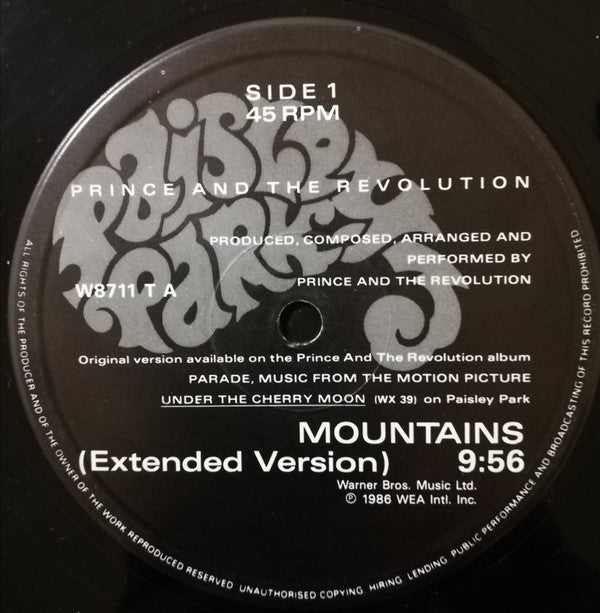 SIDE 1
45 RPM
Paisley
Park
PRINCE AND THE REVOLUTION
PRODUCED, COMPOSED, ARRANGED AND
PERFORMED BY
W8711 T A
PRINCE AND THE REVOLUTION
Original version available on the Prince And The Revolution album
PARADE, MUSIC FROM THE MOTION PICTURE
UNDER THE CHERRY MOON (WX 39) on Paisley Park
MOUNTAINS
(Extended Version) 9:56
Warner Bros. Music Ltd.
℗ 1986 WEA Intl. Inc.
ALL RIGHTS OF THE PRODUCER AND OF THE OWNER OF THE WORK REPRODUCED RESERVED. UNAUTHORISED COPYING, HIRING, LENDING, PUBLIC PERFORMANCE AND BROADCASTING OF THIS RECORD PROHIBITED